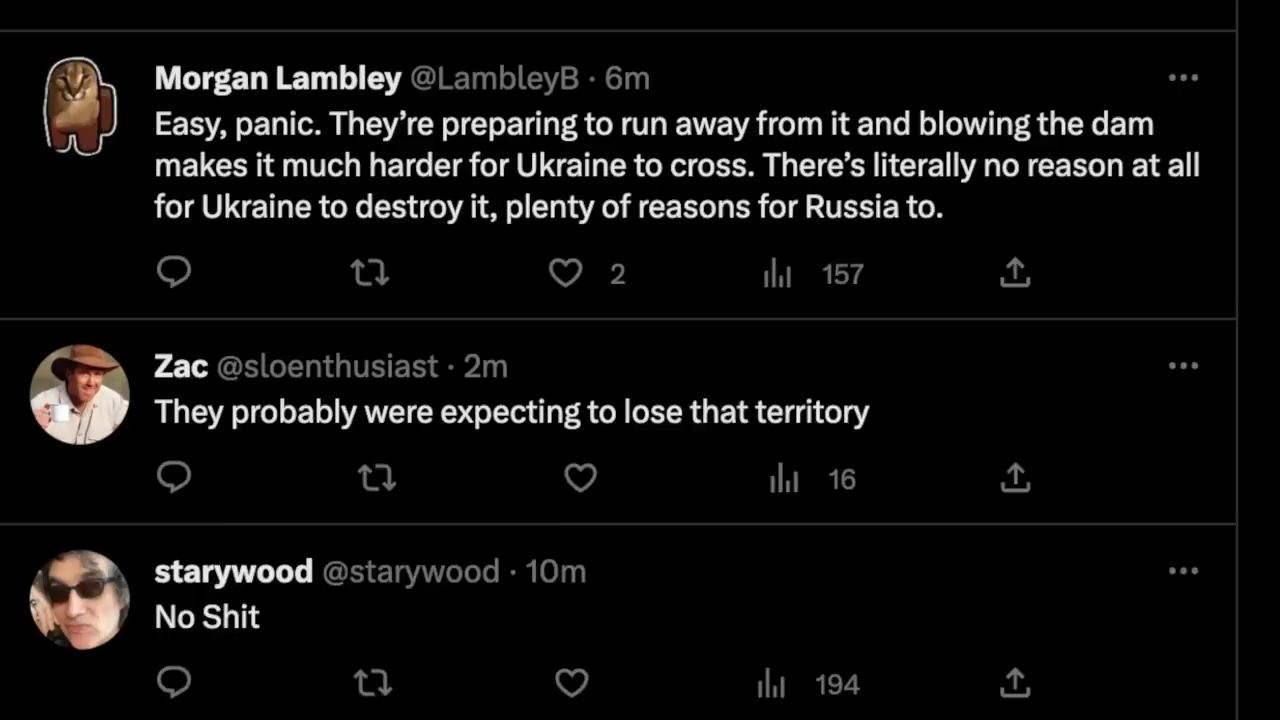 Morgan Lambley @LambleyB · 6m
Easy, panic. They’re preparing to run away from it and blowing the dam
makes it much harder for Ukraine to cross. There’s literally no reason at all
for Ukraine to destroy it, plenty of reasons for Russia to.
2 157
Zac @sloenthusiast · 2m
They probably were expecting to lose that territory
16
starywood @starywood · 10m
No Shit
194